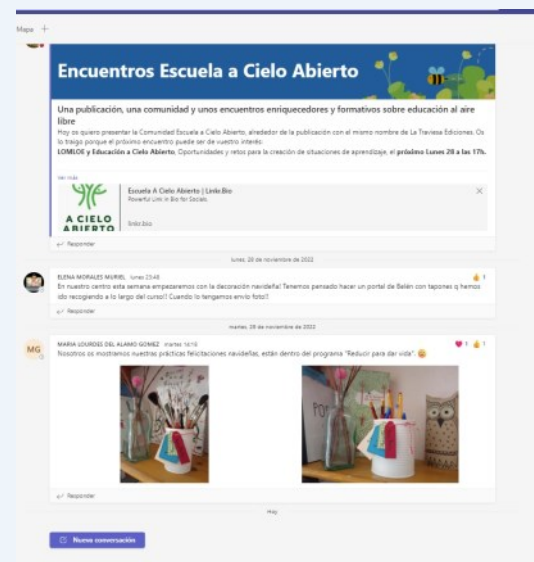 Mapa +
Encuentros Escuela a Cielo Abierto
Una publicación, una comunidad y unos encuentros enriquecedores y formativos sobre educación al aire
libre
Hoy os quiero presentar la Comunidad Escuela a Cielo Abierto, alrededor de la publicación con el mismo nombre de La Traviesa Ediciones. Os
lo traigo porque el próximo encuentro puede ser de vuestro interés:
LOMLOE y Educación a Cielo Abierto, Oportunidades y retos para la creación de situaciones de aprendizaje, el próximo Lunes 28 a las 17h.
Ver más
A CIELO
ABIERTO
Escuela A Cielo Abierto | Linkr.Bio
Powerful Link in Bio for Socials.
linkr.bio
Responder
lunes, 28 de noviembre de 2022
ELENA MORALES MURIEL lunes 23:48
1
En nuestro centro esta semana empezaremos con la decoración navideña! Tenemos pensado hacer un portal de Belén con tapones q hemos
ido recogiendo a lo largo del curso!! Cuando lo tengamos envío foto!!
Responder
martes, 29 de noviembre de 2022
MG
MARIA LOURDES DEL ALAMO GOMEZ martes 14:16
1 1
Nosotros os mostramos nuestras prácticas felicitaciones navideñas, están dentro del programa "Reducir para dar vida".
Responder
Hoy
Nueva conversación